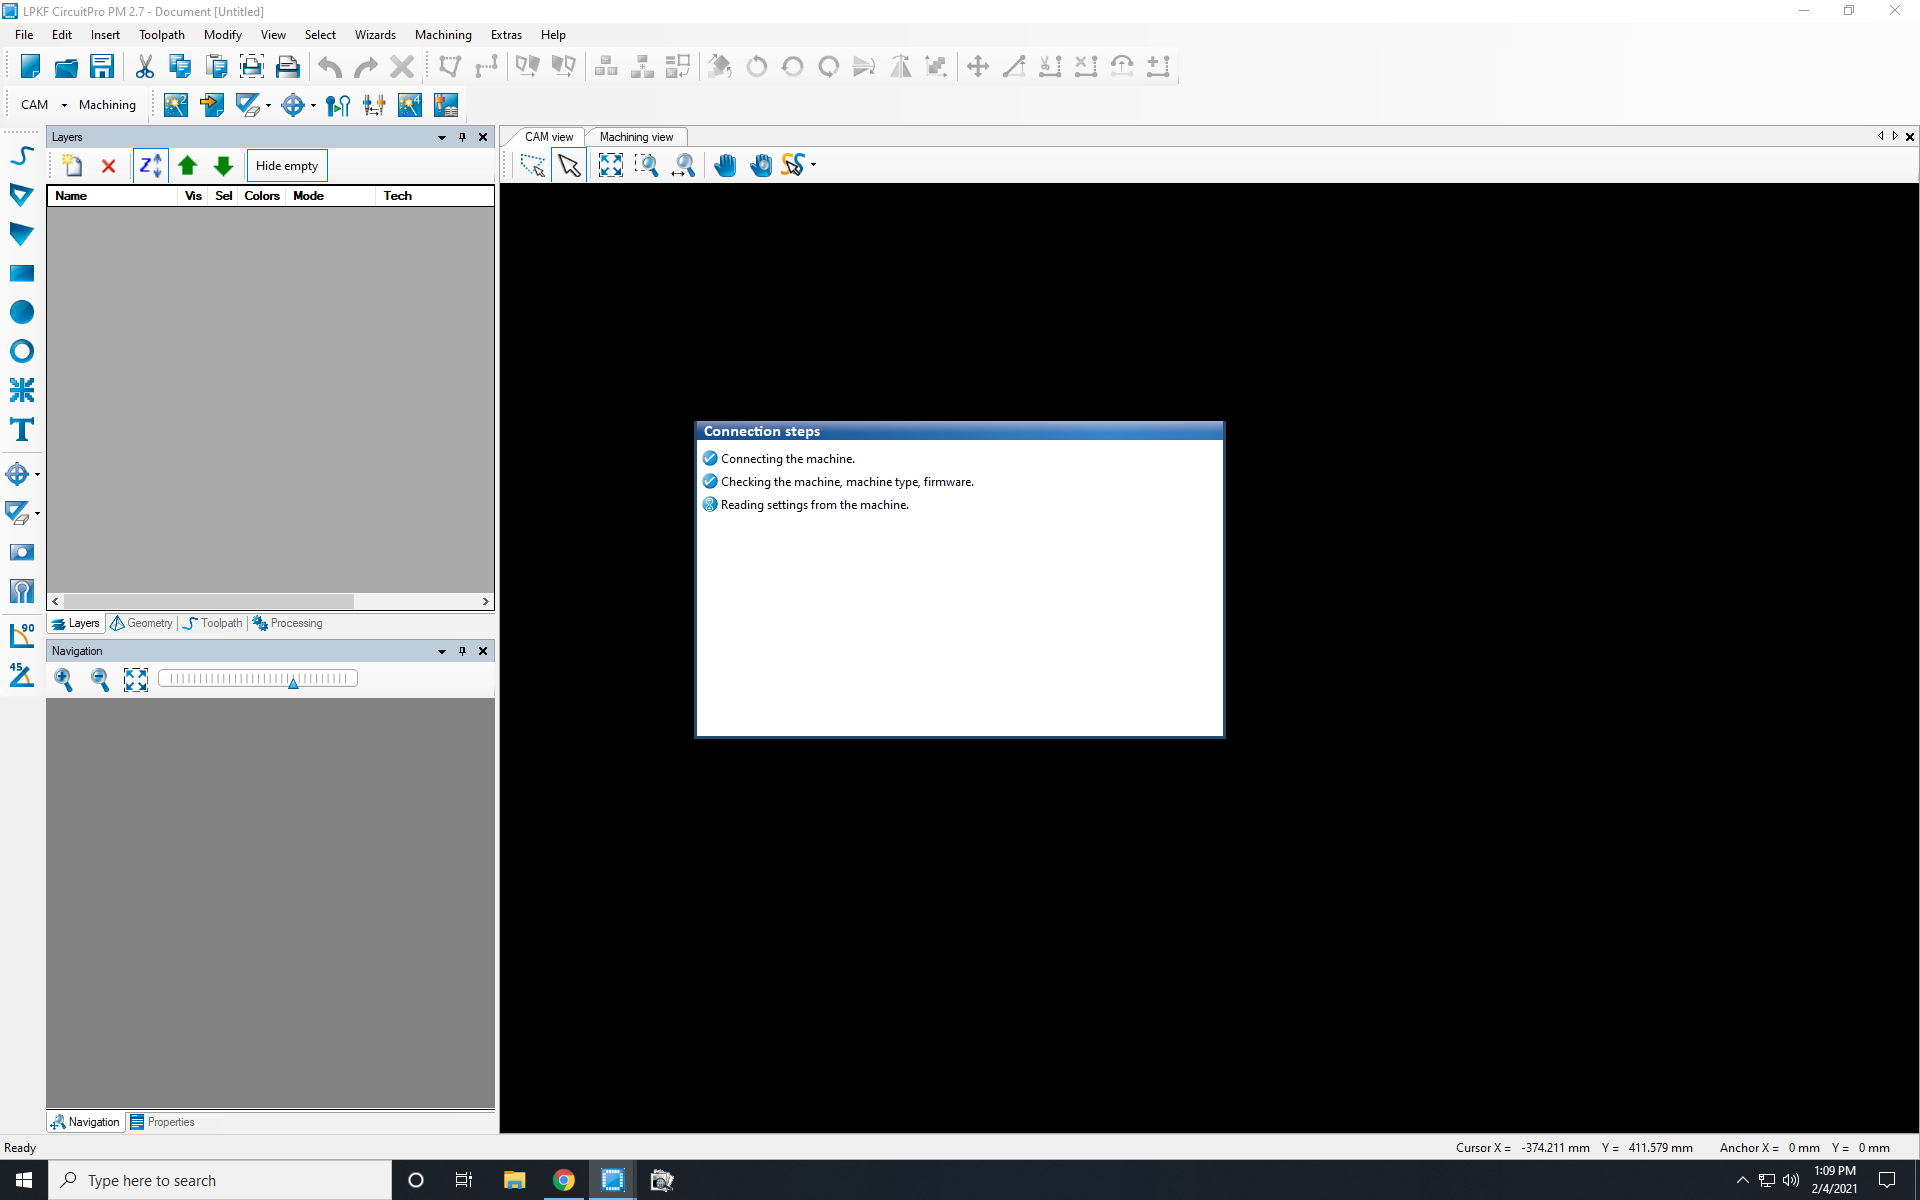 LPKF CircuitPro PM 2.7 - Document [Untitled]
File Edit Insert Toolpath Modify View Select Wizards Machining Extras Help
CAM Machining
Layers
Hide empty
Name Vis Sel Colors Mode Tech
Layers Geometry Toolpath Processing
Navigation
Navigation Properties
CAM view Machining view
Connection steps
Connecting the machine.
Checking the machine, machine type, firmware.
Reading settings from the machine.
90
45
Ready
Cursor X = -374.211 mm Y = 411.579 mm Anchor X = 0 mm Y = 0 mm
Type here to search
1:09 PM
2/4/2021